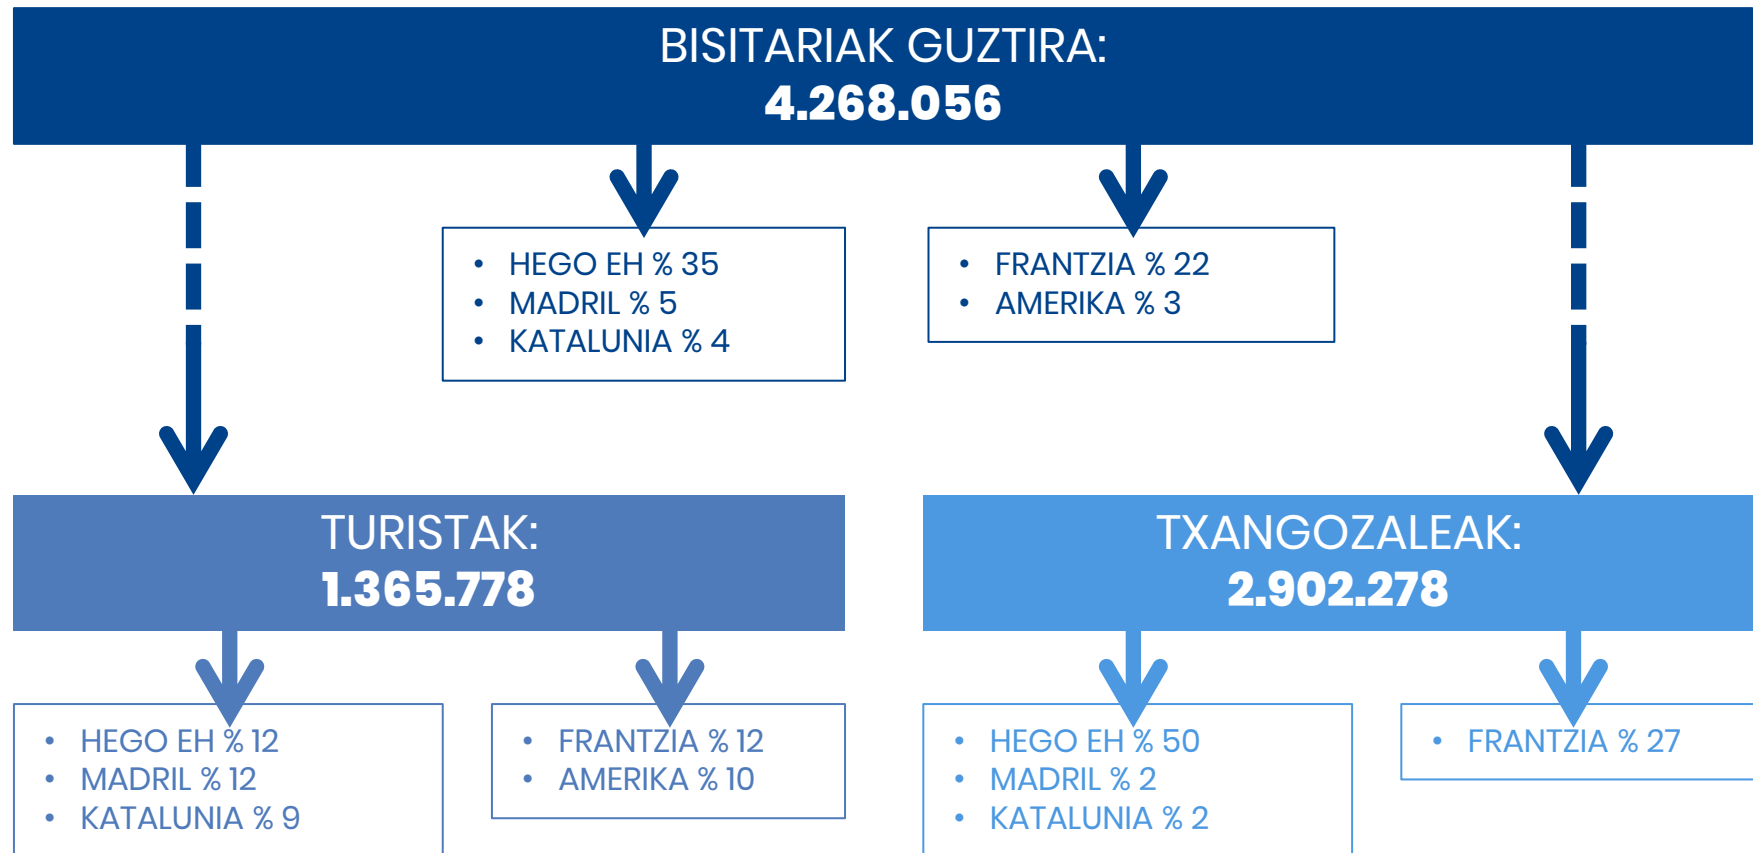 BISITARIAK GUZTIRA:
4.268.056
• HEGO EH % 35
• MADRIL % 5
• KATALUNIA % 4
• FRANTZIA % 22
• AMERIKA % 3
TURISTAK:
1.365.778
• HEGO EH % 12
• MADRIL % 12
• KATALUNIA % 9
• FRANTZIA % 12
• AMERIKA % 10
TXANGOZALEAK:
2.902.278
• HEGO EH % 50
• MADRIL % 2
• KATALUNIA % 2
• FRANTZIA % 27